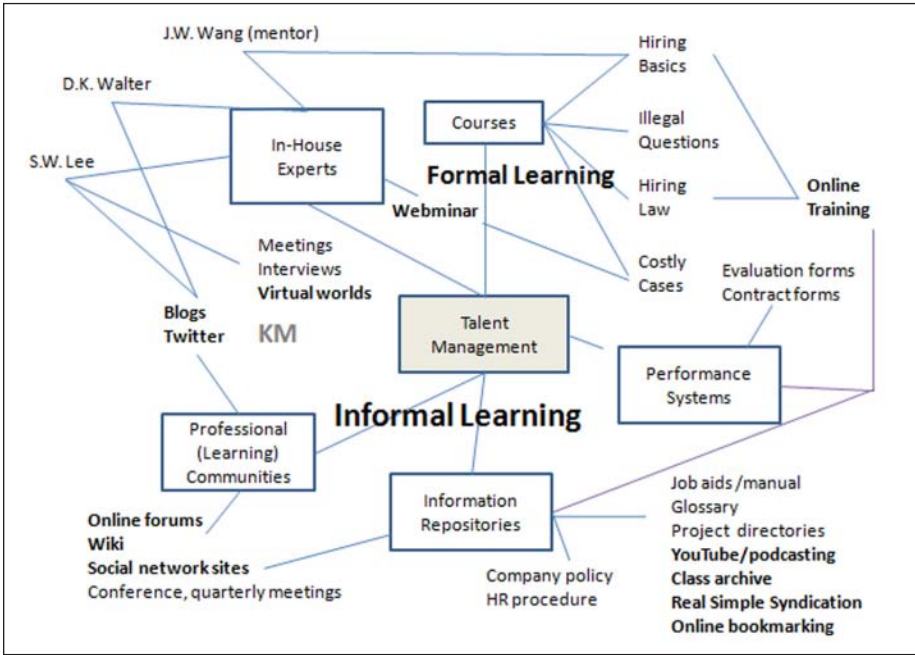 J.W. Wang (mentor)
Hiring
Basics
D.K. Walter
Courses
Illegal
Questions
In-House
Experts
S.W. Lee
Formal Learning
Webminar
Hiring
Law
Online
Training
Meetings
Interviews
Virtual worlds
Costly
Cases
Evaluation forms
Contract forms
Blogs
Twitter
KM
Talent
Management
Performance
Systems
Informal Learning
Professional
(Learning)
Communities
Information
Repositories
Job aids /manual
Glossary
Project directories
YouTube/podcasting
Class archive
Real Simple Syndication
Online bookmarking
Online forums
Wiki
Social network sites
Conference, quarterly meetings
Company policy
HR procedure